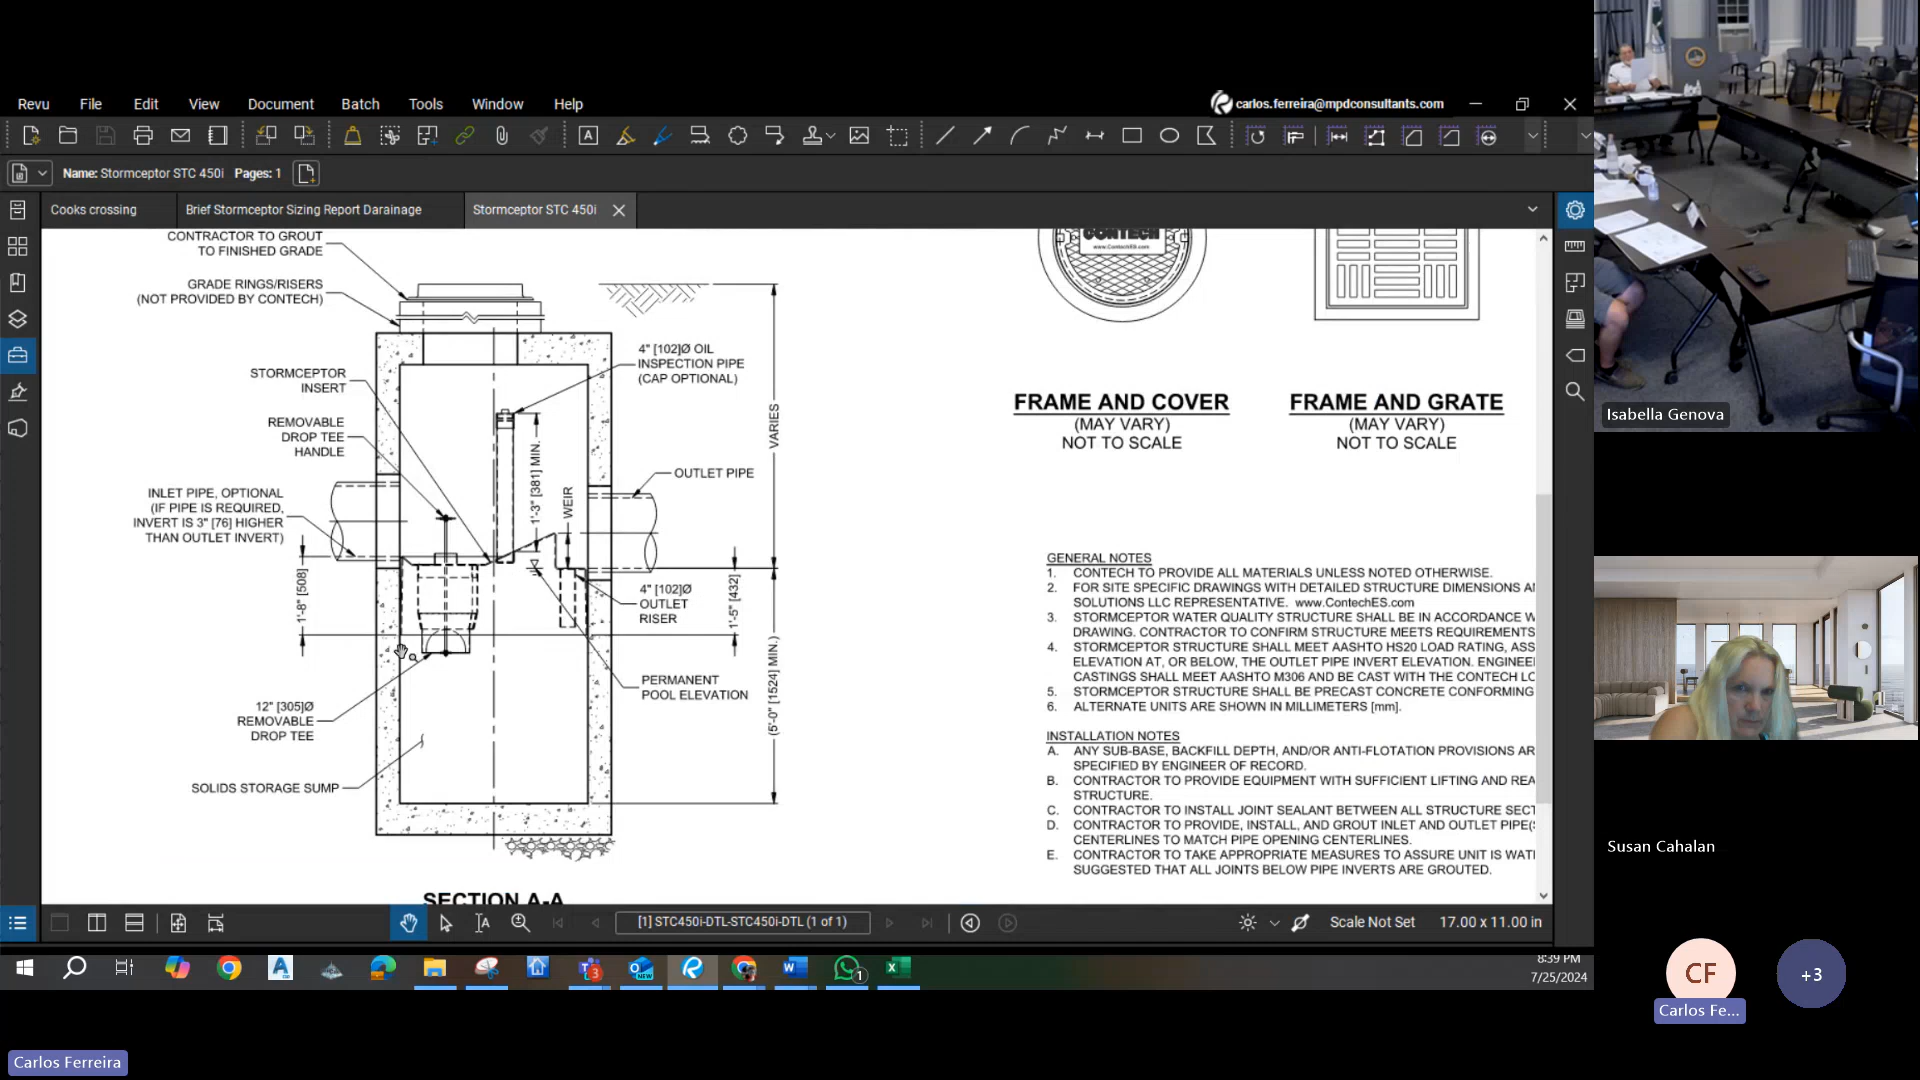 Revu File Edit View Document Batch Tools Window Help
carlos.ferreira@mpdconsultants.com
Name: Stormceptor STC 450i Pages: 1
Cooks crossing
Brief Stormceptor Sizing Report Darainage
Stormceptor STC 450i
CONTRACTOR TO GROUT
TO FINISHED GRADE
GRADE RINGS/RISERS
(NOT PROVIDED BY CONTECH)
STORMCEPTOR
INSERT
REMOVABLE
DROP TEE
HANDLE
INLET PIPE, OPTIONAL
(IF PIPE IS REQUIRED,
INVERT IS 3" [76] HIGHER
THAN OUTLET INVERT)
1'-8" [508]
12" [305]Ø
REMOVABLE
DROP TEE
SOLIDS STORAGE SUMP
4" [102]Ø OIL
INSPECTION PIPE
(CAP OPTIONAL)
1'-3" [381] MIN.
WEIR
VARIES
OUTLET PIPE
4" [102]Ø
OUTLET
RISER
1'-5" [432]
PERMANENT
POOL ELEVATION
(5'-0" [1524] MIN.)
SECTION A-A
CONTECH
www.ContechES.com
FRAME AND COVER
(MAY VARY)
NOT TO SCALE
FRAME AND GRATE
(MAY VARY)
NOT TO SCALE
GENERAL NOTES
1. CONTECH TO PROVIDE ALL MATERIALS UNLESS NOTED OTHERWISE.
2. FOR SITE SPECIFIC DRAWINGS WITH DETAILED STRUCTURE DIMENSIONS
SOLUTIONS LLC REPRESENTATIVE. www.ContechES.com
3. STORMCEPTOR WATER QUALITY STRUCTURE SHALL BE IN ACCORDANCE
DRAWING. CONTRACTOR TO CONFIRM STRUCTURE MEETS REQUIREMENTS
4. STORMCEPTOR STRUCTURE SHALL MEET AASHTO HS20 LOAD RATING, ASS
ELEVATION AT, OR BELOW, THE OUTLET PIPE INVERT ELEVATION. ENGINEE
CASTINGS SHALL MEET AASHTO M306 AND BE CAST WITH THE CONTECH LO
5. STORMCEPTOR STRUCTURE SHALL BE PRECAST CONCRETE CONFORMING
6. ALTERNATE UNITS ARE SHOWN IN MILLIMETERS [mm].
INSTALLATION NOTES
A. ANY SUB-BASE, BACKFILL DEPTH, AND/OR ANTI-FLOTATION PROVISIONS AR
SPECIFIED BY ENGINEER OF RECORD.
B. CONTRACTOR TO PROVIDE EQUIPMENT WITH SUFFICIENT LIFTING AND REA
STRUCTURE.
C. CONTRACTOR TO INSTALL JOINT SEALANT BETWEEN ALL STRUCTURE SECT
D. CONTRACTOR TO PROVIDE, INSTALL, AND GROUT INLET AND OUTLET PIPE(
CENTERLINES TO MATCH PIPE OPENING CENTERLINES.
E. CONTRACTOR TO TAKE APPROPRIATE MEASURES TO ASSURE UNIT IS WAT
SUGGESTED THAT ALL JOINTS BELOW PIPE INVERTS ARE GROUTED.
[1] STC450i-DTL-STC450i-DTL (1 of 1)
Scale Not Set
17.00 x 11.00 in
8:39 PM
7/25/2024
Isabella Genova
Susan Cahalan
CF
Carlos Fe...
+3
Carlos Ferreira